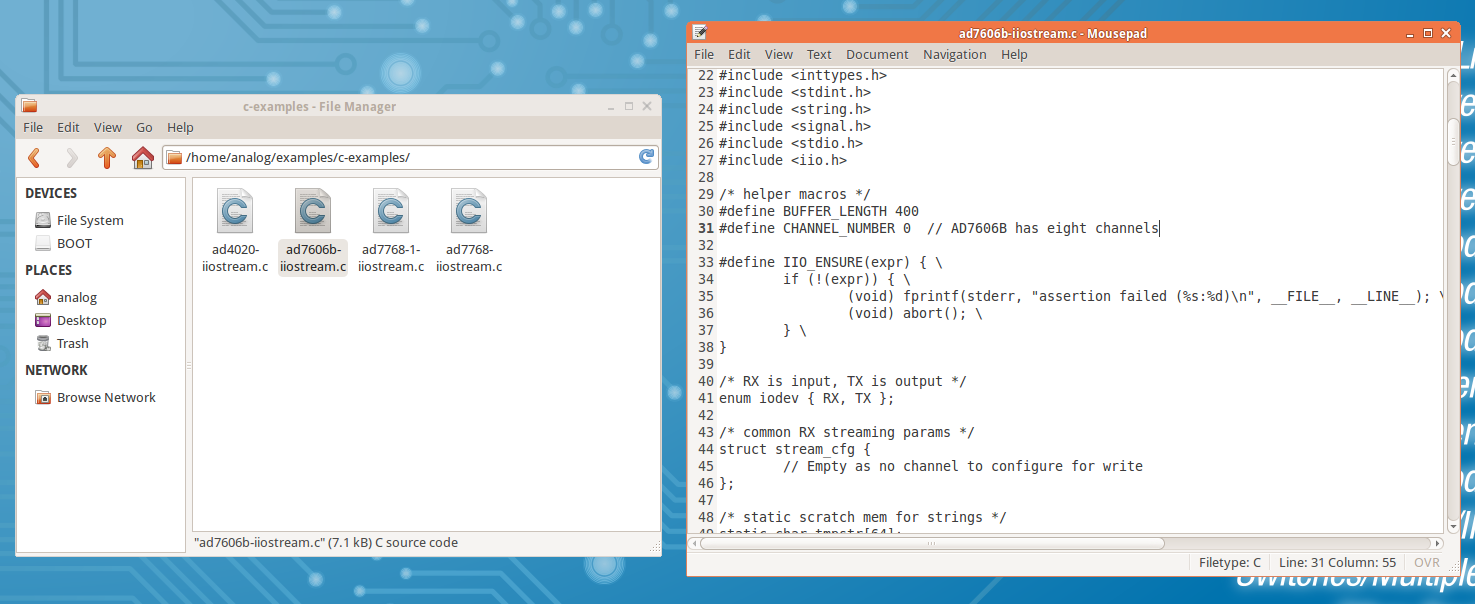 c-examples - File Manager
File Edit View Go Help
/home/analog/examples/c-examples/
DEVICES
File System
BOOT
PLACES
analog
Desktop
Trash
NETWORK
Browse Network
ad4020-
iiostream.c
ad7606b-
iiostream.c
ad7768-1-
iiostream.c
ad7768-
iiostream.c
"ad7606b-iiostream.c" (7.1 kB) C source code
ad7606b-iiostream.c - Mousepad
File Edit View Text Document Navigation Help
22 #include <inttypes.h>
23 #include <stdint.h>
24 #include <string.h>
25 #include <signal.h>
26 #include <stdio.h>
27 #include <iio.h>
28
29 /* helper macros */
30 #define BUFFER_LENGTH 400
31 #define CHANNEL_NUMBER 0  // AD7606B has eight channels
32
33 #define IIO_ENSURE(expr) { \
34         if (!(expr)) { \
35                 (void) fprintf(stderr, "assertion failed (%s:%d)\n", __FILE__, __LINE__); \
36                 (void) abort(); \
37         } \
38 }
39
40 /* RX is input, TX is output */
41 enum iodev { RX, TX };
42
43 /* common RX streaming params */
44 struct stream_cfg {
45         // Empty as no channel to configure for write
46 };
47
48 /* static scratch mem for strings */
49 static char tmpstr[64];
Filetype: C Line: 31 Column: 55 OVR